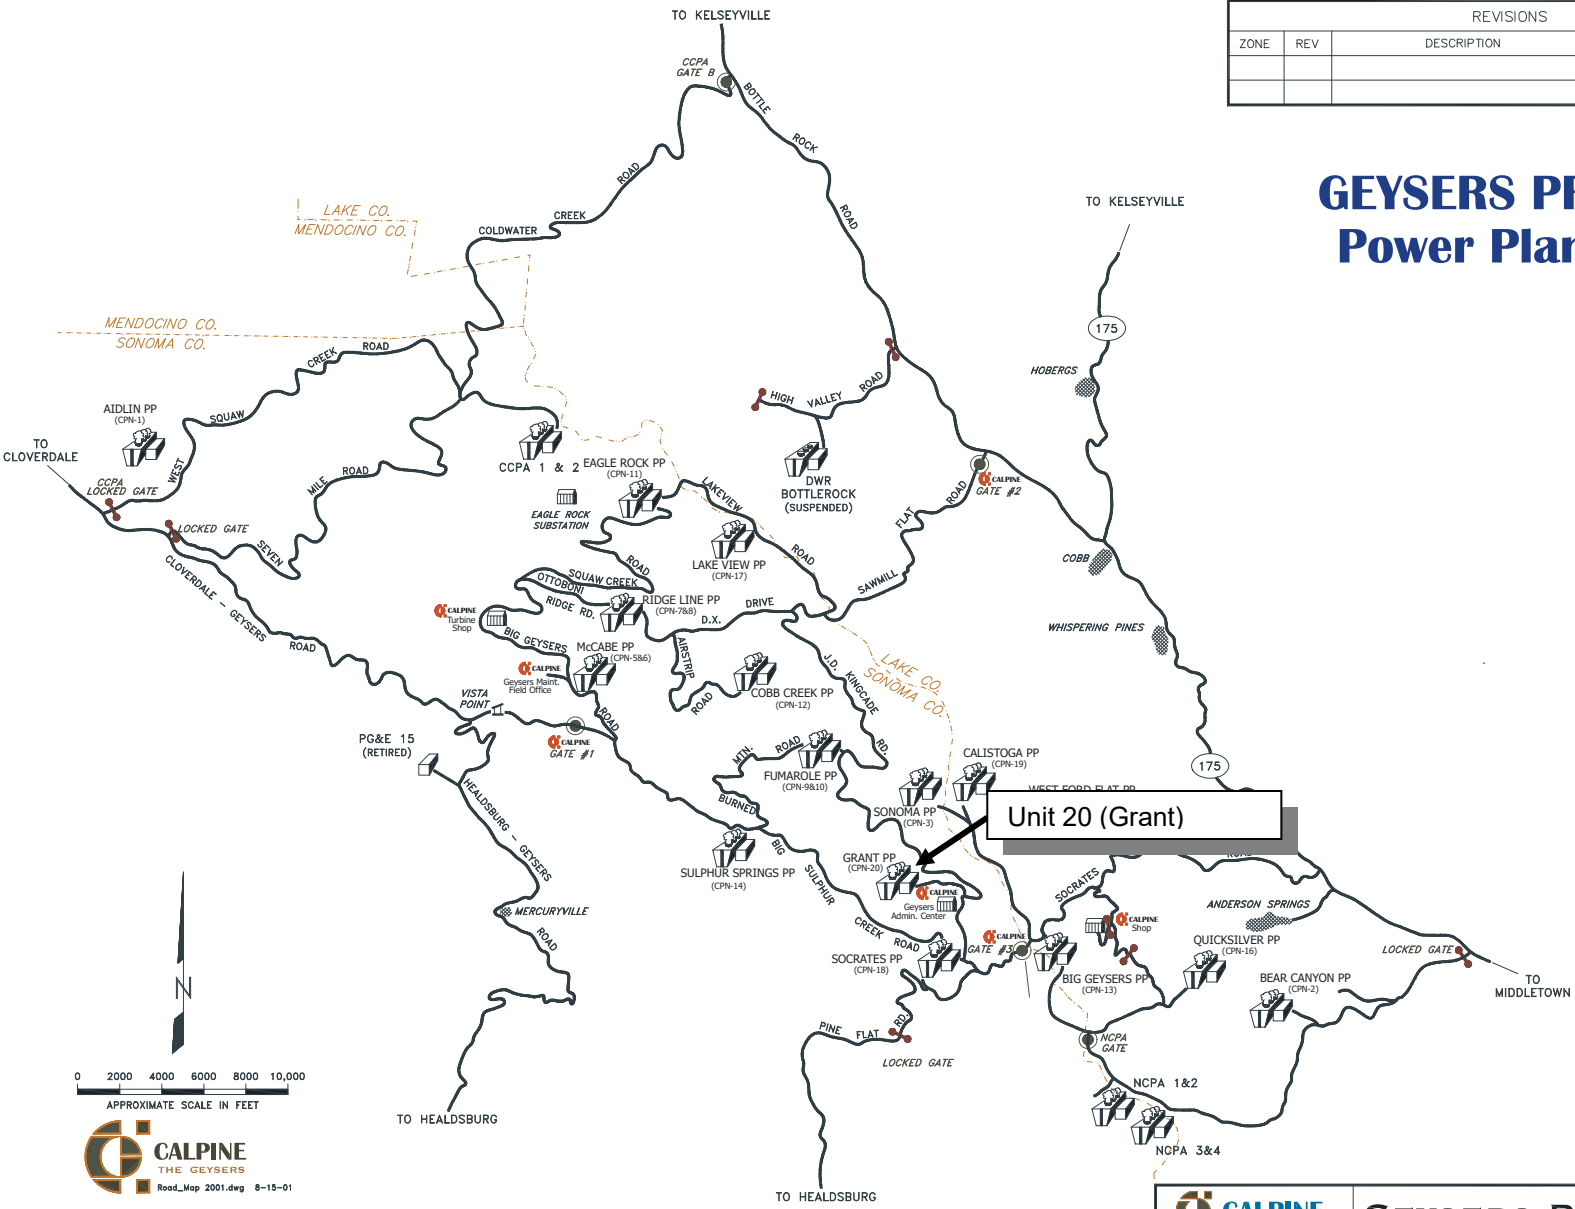 TO KELSEYVILLE
REVISIONS
ZONE
REV
DESCRIPTION
CCPA
GATE B
BOTTLE
ROCK
ROAD
ROAD
GEYSERS
Power
TO KELSEYVILLE
LAKE CO.
MENDOCINO CO.
COLDWATER
CREEK
ROAD
MENDOCINO CO.
SONOMA CO.
175
HOBERGS
WEST
SQUAW
CREEK
ROAD
HIGH
VALLEY
ROAD
AIDLIN PP
(CPN-1)
TO
CLOVERDALE
CCPA
LOCKED GATE
LOCKED GATE
SEVEN
MILE
ROAD
CCPA 1 & 2
EAGLE ROCK PP
(CPN-11)
EAGLE ROCK
SUBSTATION
DWR
BOTTLEROCK
(SUSPENDED)
CALPINE
GATE #2
LAKEVIEW
ROAD
LAKE VIEW PP
(CPN-17)
SAWMILL
FLAT
ROAD
COBB
WHISPERING PINES
CLOVERDALE - GEYSERS
ROAD
ROAD
SQUAW CREEK
OTTOBONI
RIDGE RD.
RIDGE LINE PP
(CPN-7&8)
D.X.
DRIVE
CALPINE
Turbine
Shop
BIG GEYSERS
ROAD
McCABE PP
(CPN-5&6)
CALPINE
Geysers Maint.
Field Office
AIRSTRIP
ROAD
COBB CREEK PP
(CPN-12)
J.D.
KINGCADE
RD.
LAKE CO.
SONOMA CO.
VISTA
POINT
PG&E 15
(RETIRED)
CALPINE
GATE #1
MTN.
ROAD
BURNED
FUMAROLE PP
(CPN-9&10)
CALISTOGA PP
(CPN-19)
175
SONOMA PP
(CPN-3)
WEST FORD FLAT PP
Unit 20 (Grant)
HEALDSBURG - GEYSERS
ROAD
SULPHUR SPRINGS PP
(CPN-14)
BIG
SULPHUR
CREEK
ROAD
GRANT PP
(CPN-20)
CALPINE
Geysers
Admin. Center
SOCRATES
ROAD
ANDERSON SPRINGS
MERCURYVILLE
CALPINE
Shop
CALPINE
GATE #3
SOCRATES PP
(CPN-18)
QUICKSILVER PP
(CPN-16)
BIG GEYSERS PP
(CPN-13)
BEAR CANYON PP
(CPN-2)
LOCKED GATE
TO
MIDDLETOWN
N
PINE
FLAT
RD.
LOCKED GATE
NCPA
GATE
NCPA 1&2
NCPA 3&4
0 2000 4000 6000 8000 10,000
APPROXIMATE SCALE IN FEET
TO HEALDSBURG
CALPINE
THE GEYSERS
Road_Map 2001.dwg 8-15-01
TO HEALDSBURG
CALPINE